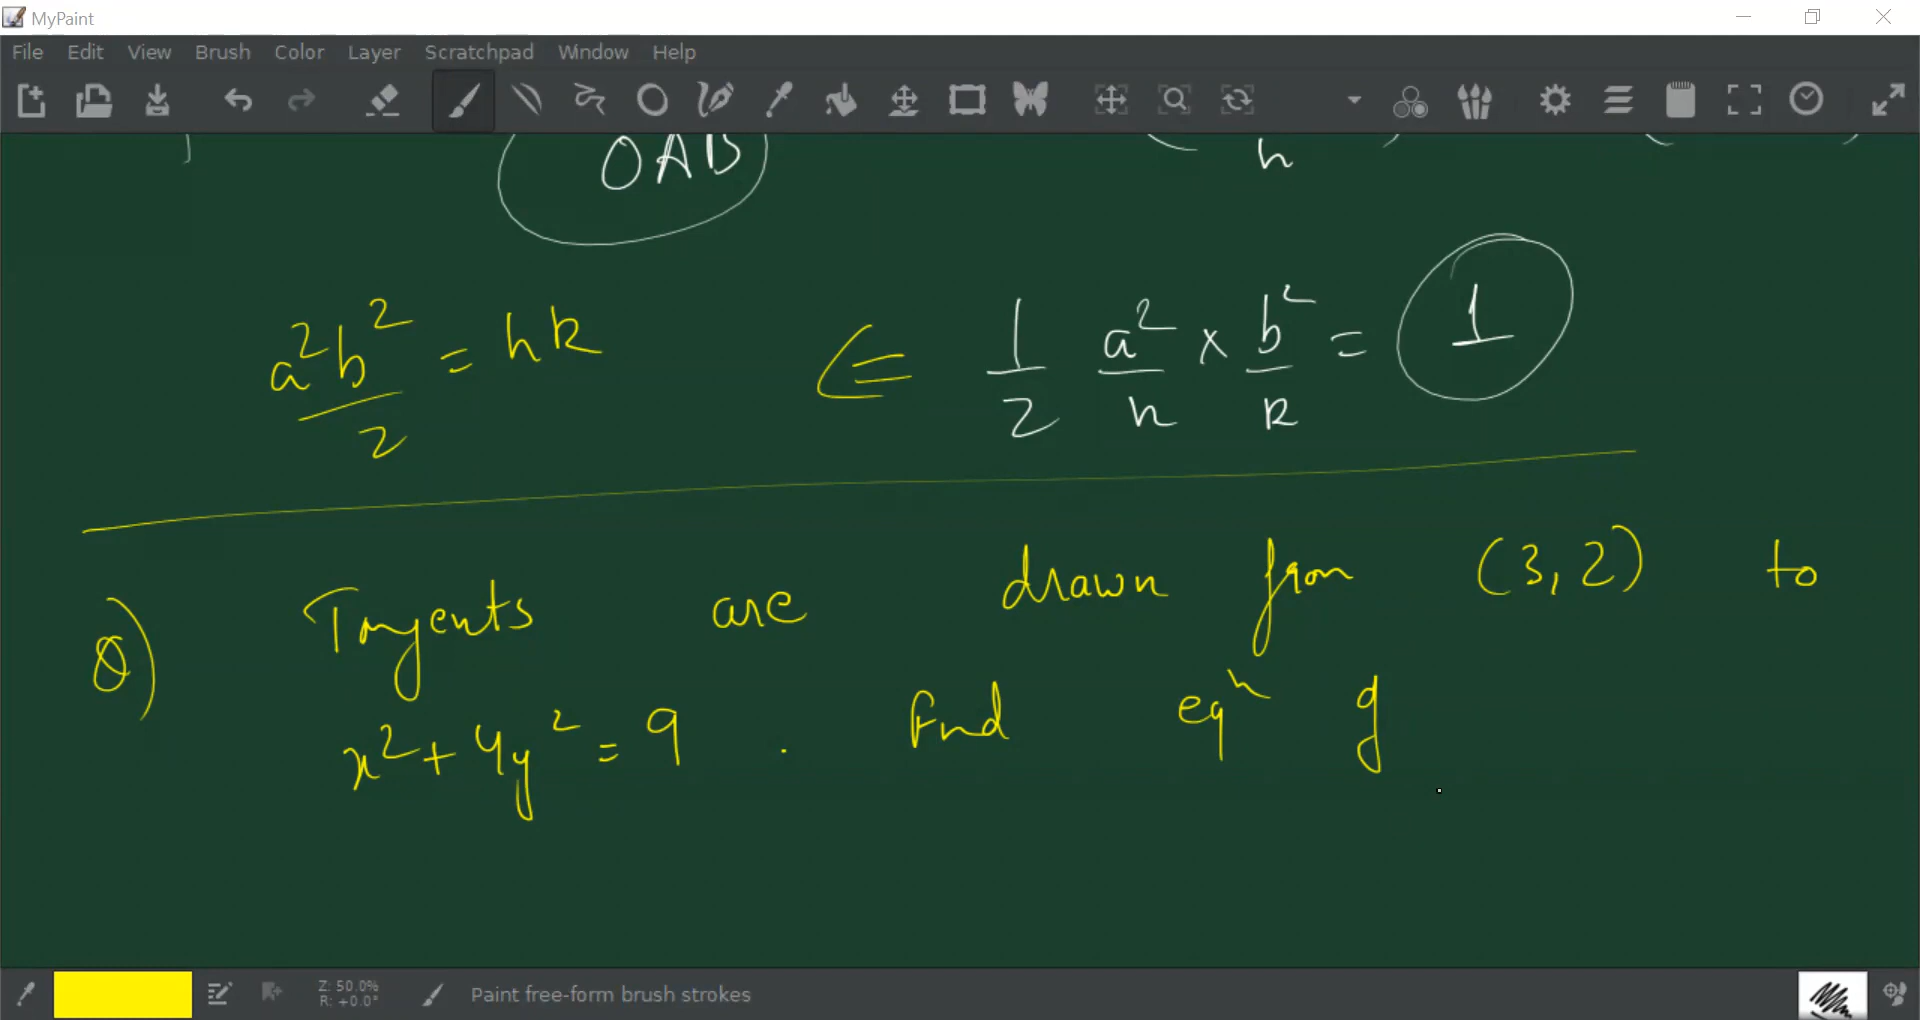 MyPaint
File Edit View Brush Color Layer Scratchpad Window Help
OAB
h
a²b²/2 = hk ⇐ 1/2 a²/h × b²/k = 1
Q) Tangents are drawn from (3, 2) to
x² + 4y² = 9 . Find eqⁿ of
Z: 50.0%
R: +0.0°
Paint free-form brush strokes